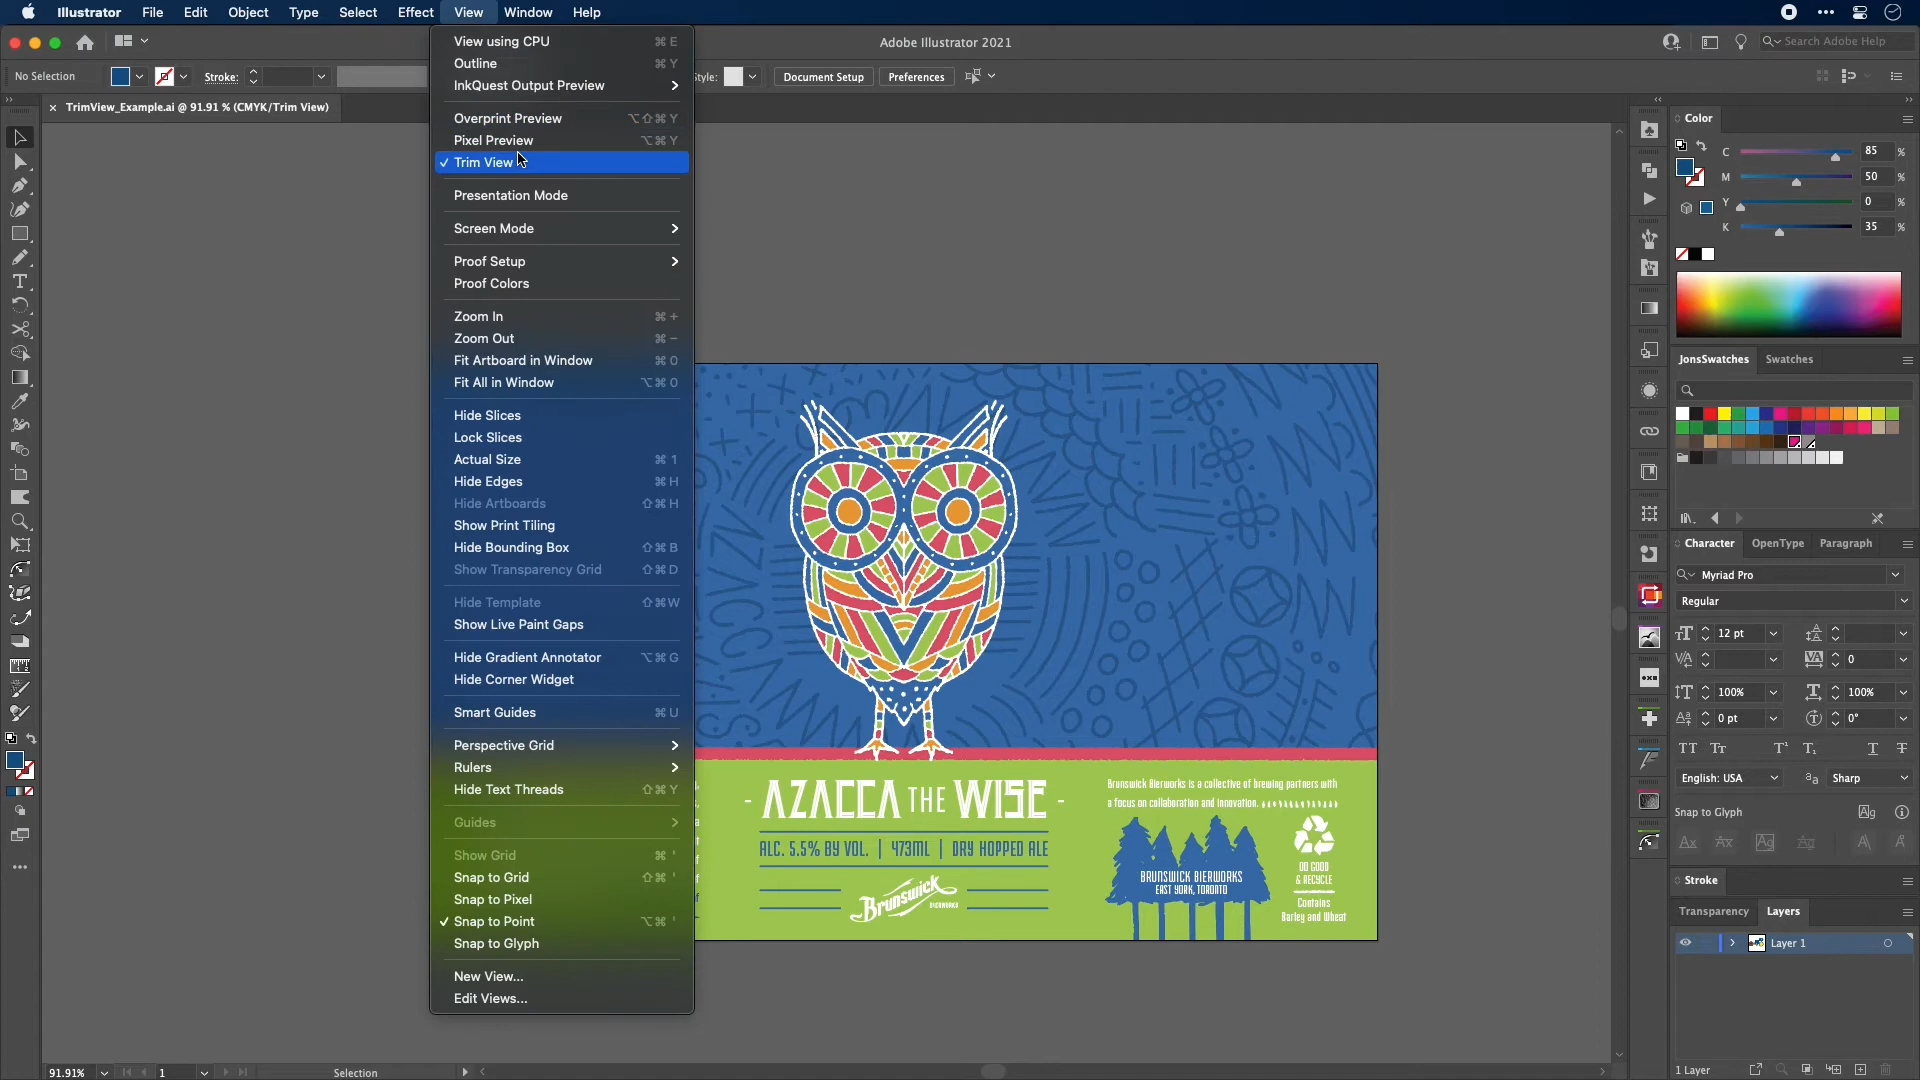 Illustrator File Edit Object Type Select Effect View Window Help
Adobe Illustrator 2021
Search Adobe Help
No Selection
Stroke:
Style:
Document Setup
Preferences
× TrimView_Example.ai @ 91.91 % (CMYK/Trim View)
View using CPU ⌘ E
Outline ⌘ Y
InkQuest Output Preview
Overprint Preview ⌥⇧⌘ Y
Pixel Preview ⌥⌘ Y
✓ Trim View
Presentation Mode
Screen Mode
Proof Setup
Proof Colors
Zoom In ⌘ +
Zoom Out ⌘ −
Fit Artboard in Window ⌘ 0
Fit All in Window ⌥⌘ 0
Hide Slices
Lock Slices
Actual Size ⌘ 1
Hide Edges ⌘ H
Hide Artboards ⇧⌘ H
Show Print Tiling
Hide Bounding Box ⇧⌘ B
Show Transparency Grid ⇧⌘ D
Hide Template ⇧⌘ W
Show Live Paint Gaps
Hide Gradient Annotator ⌥⌘ G
Hide Corner Widget
Smart Guides ⌘ U
Perspective Grid
Rulers
Hide Text Threads ⇧⌘ Y
Guides
Show Grid ⌘ '
Snap to Grid ⇧⌘ '
Snap to Pixel
✓ Snap to Point ⌥⌘ '
Snap to Glyph
New View...
Edit Views...
- AZACCA THE WISE -
ALC. 5.5% BY VOL. | 473ML | DRY HOPPED ALE
Brunswick
BIERWORKS
Brunswick Bierworks is a collective of brewing partners with
a focus on collaboration and innovation.
BRUNSWICK BIERWORKS
EAST YORK, TORONTO
DO GOOD
& RECYCLE
Contains
Barley and Wheat
Color
C 85 %
M 50 %
Y 0 %
K 35 %
JonsSwatches Swatches
Character OpenType Paragraph
Myriad Pro
Regular
12 pt
0
100% 100%
0 pt 0°
English: USA
Sharp
Snap to Glyph
Stroke
Transparency Layers
Layer 1
1 Layer
91.91% 1 Selection